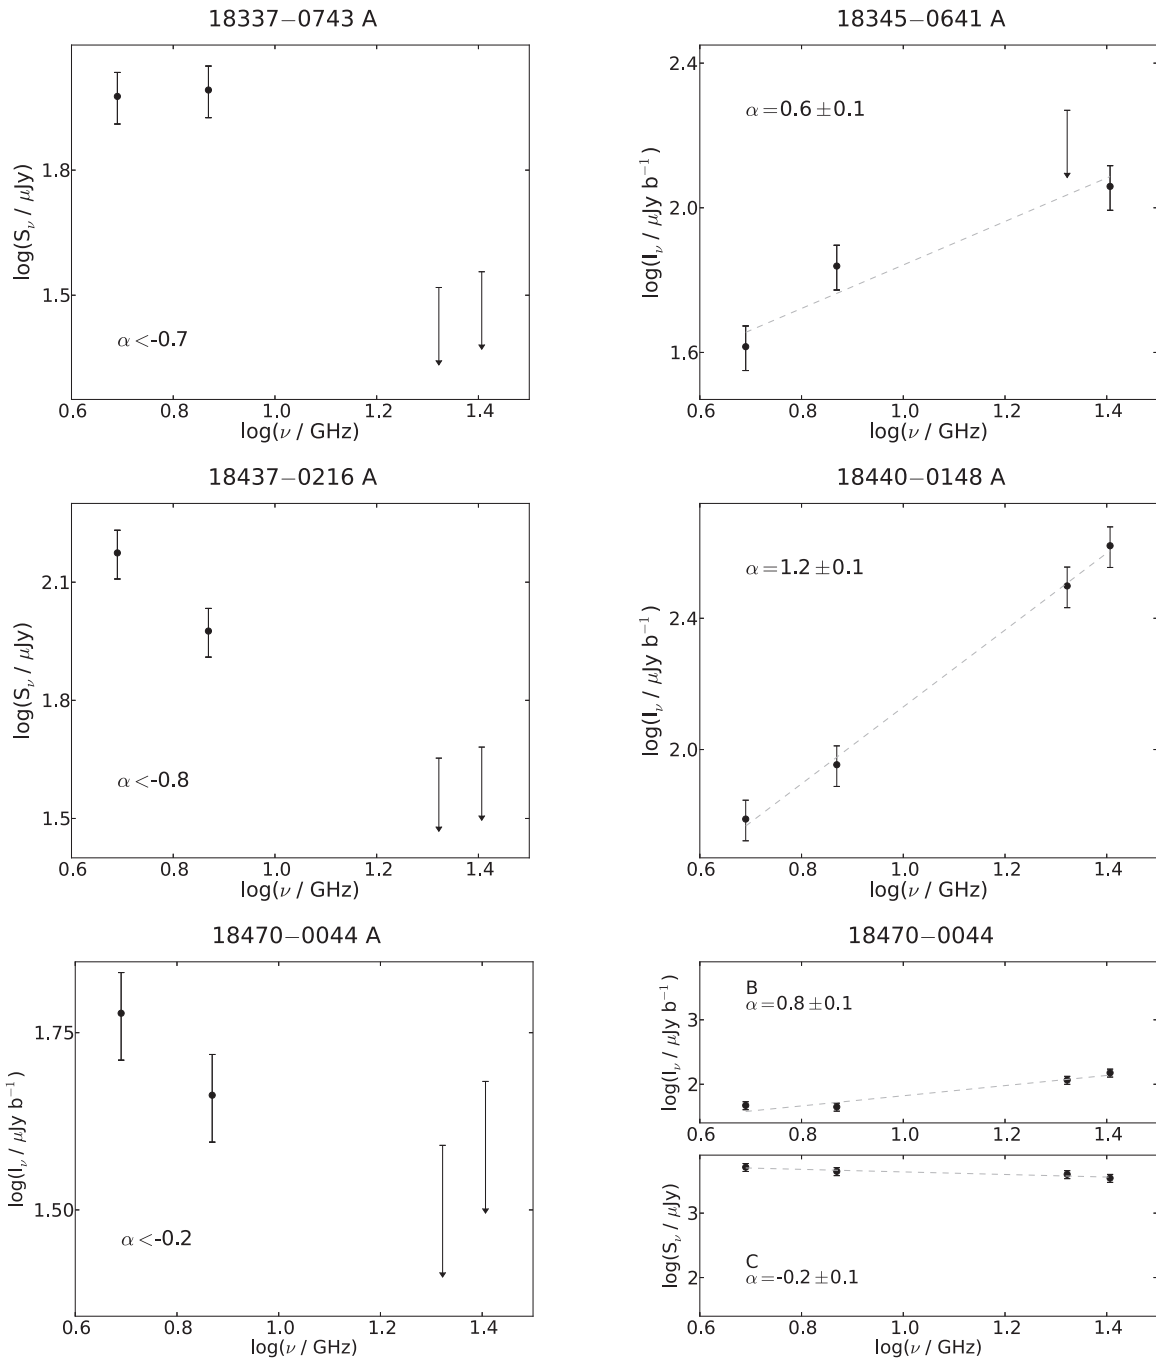 18337−0743 A
log(S_ν / μJy)
1.8
1.5
α<-0.7
0.6 0.8 1.0 1.2 1.4
log(ν / GHz)
18345−0641 A
log(I_ν / μJy b⁻¹)
2.4
2.0
1.6
α=0.6±0.1
0.6 0.8 1.0 1.2 1.4
log(ν / GHz)
18437−0216 A
log(S_ν / μJy)
2.1
1.8
1.5
α<-0.8
0.6 0.8 1.0 1.2 1.4
log(ν / GHz)
18440−0148 A
log(I_ν / μJy b⁻¹)
2.4
2.0
α=1.2±0.1
0.6 0.8 1.0 1.2 1.4
log(ν / GHz)
18470−0044 A
log(I_ν / μJy b⁻¹)
1.75
1.50
α<-0.2
0.6 0.8 1.0 1.2 1.4
log(ν / GHz)
18470−0044
log(I_ν / μJy b⁻¹)
3
2
B
α=0.8±0.1
0.6 0.8 1.0 1.2 1.4
log(S_ν / μJy)
3
2
C
α=-0.2±0.1
0.6 0.8 1.0 1.2 1.4
log(ν / GHz)